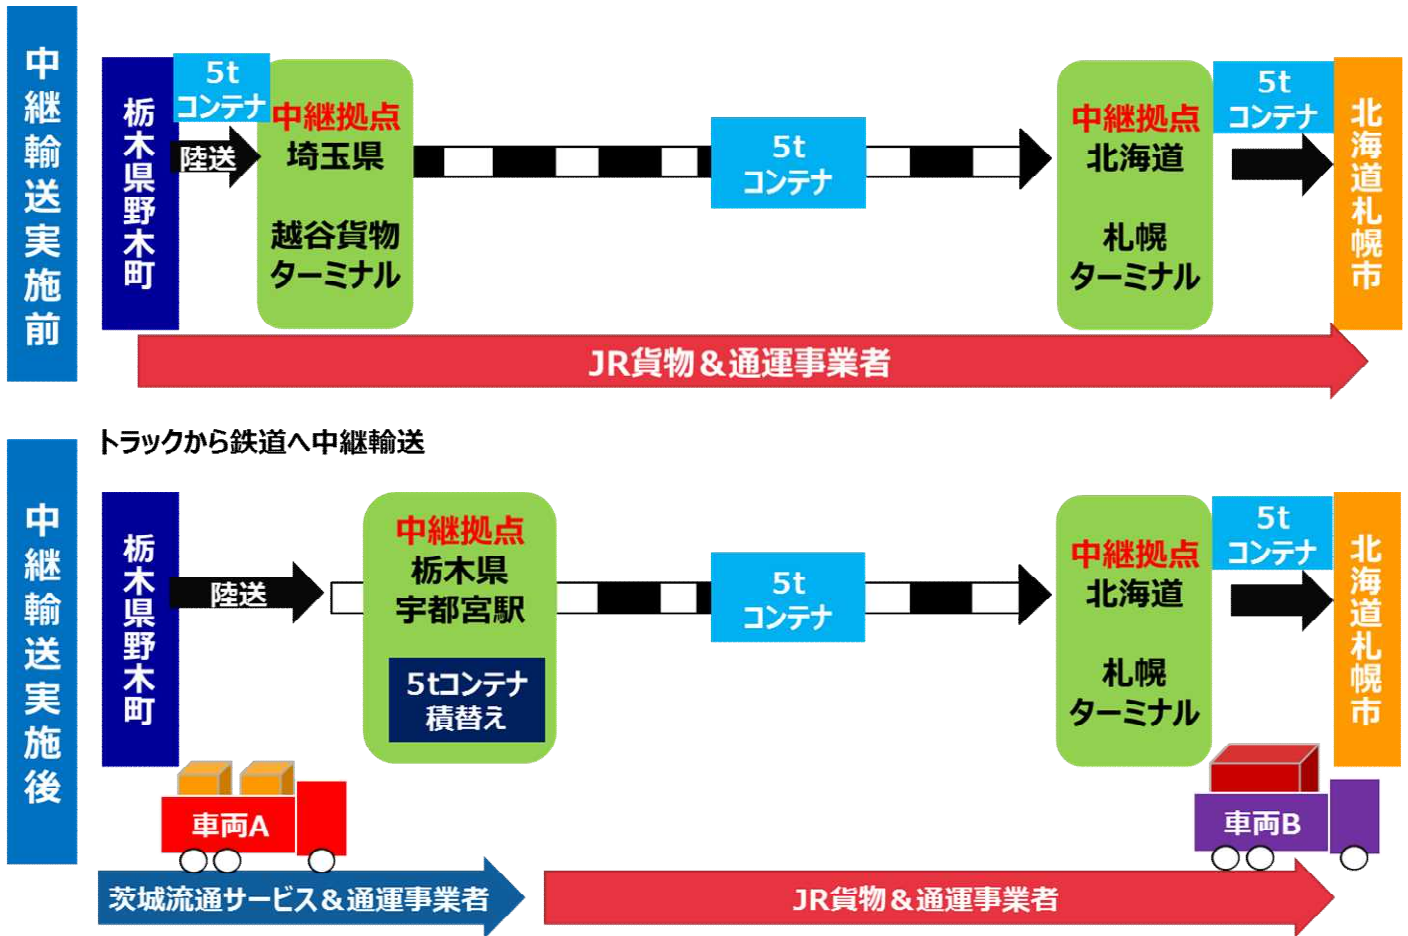 中継輸送実施前
栃木県野木町
5t
コンテナ
陸送
中継拠点
埼玉県
越谷貨物
ターミナル
5t
コンテナ
中継拠点
北海道
札幌
ターミナル
5t
コンテナ
北海道札幌市
JR貨物&通運事業者
トラックから鉄道へ中継輸送
中継輸送実施後
栃木県野木町
陸送
中継拠点
栃木県
宇都宮駅
5tコンテナ
積替え
5t
コンテナ
中継拠点
北海道
札幌
ターミナル
5t
コンテナ
北海道札幌市
車両A
車両B
茨城流通サービス&通運事業者
JR貨物&通運事業者